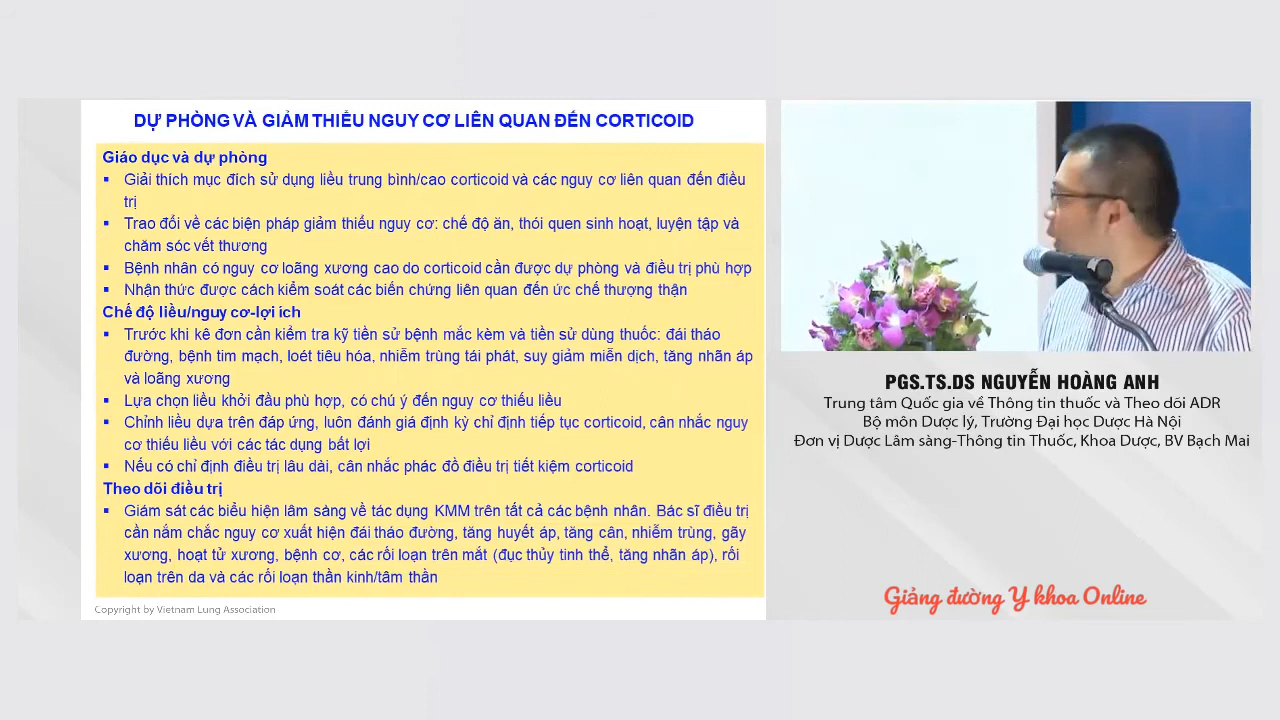 DỰ PHÒNG VÀ GIẢM THIỂU NGUY CƠ LIÊN QUAN ĐẾN CORTICOID
Giáo dục và dự phòng
▪ Giải thích mục đích sử dụng liều trung bình/cao corticoid và các nguy cơ liên quan đến điều
trị
▪ Trao đổi về các biện pháp giảm thiểu nguy cơ: chế độ ăn, thói quen sinh hoạt, luyện tập và
chăm sóc vết thương
▪ Bệnh nhân có nguy cơ loãng xương cao do corticoid cần được dự phòng và điều trị phù hợp
▪ Nhận thức được cách kiểm soát các biến chứng liên quan đến ức chế thượng thận
Chế độ liều/nguy cơ-lợi ích
▪ Trước khi kê đơn cần kiểm tra kỹ tiền sử bệnh mắc kèm và tiền sử dùng thuốc: đái tháo
đường, bệnh tim mạch, loét tiêu hóa, nhiễm trùng tái phát, suy giảm miễn dịch, tăng nhãn áp
và loãng xương
▪ Lựa chọn liều khởi đầu phù hợp, có chú ý đến nguy cơ thiếu liều
▪ Chỉnh liều dựa trên đáp ứng, luôn đánh giá định kỳ chỉ định tiếp tục corticoid, cân nhắc nguy
cơ thiếu liều với các tác dụng bất lợi
▪ Nếu có chỉ định điều trị lâu dài, cân nhắc phác đồ điều trị tiết kiệm corticoid
Theo dõi điều trị
▪ Giám sát các biểu hiện lâm sàng về tác dụng KMM trên tất cả các bệnh nhân. Bác sĩ điều trị
cần nắm chắc nguy cơ xuất hiện đái tháo đường, tăng huyết áp, tăng cân, nhiễm trùng, gãy
xương, hoạt tử xương, bệnh cơ, các rối loạn trên mắt (đục thủy tinh thể, tăng nhãn áp), rối
loạn trên da và các rối loạn thần kinh/tâm thần
Copyright by Vietnam Lung Association
PGS.TS.DS NGUYỄN HOÀNG ANH
Trung tâm Quốc gia về Thông tin thuốc và Theo dõi ADR
Bộ môn Dược lý, Trường Đại học Dược Hà Nội
Đơn vị Dược Lâm sàng-Thông tin Thuốc, Khoa Dược, BV Bạch Mai
Giảng đường Y khoa Online